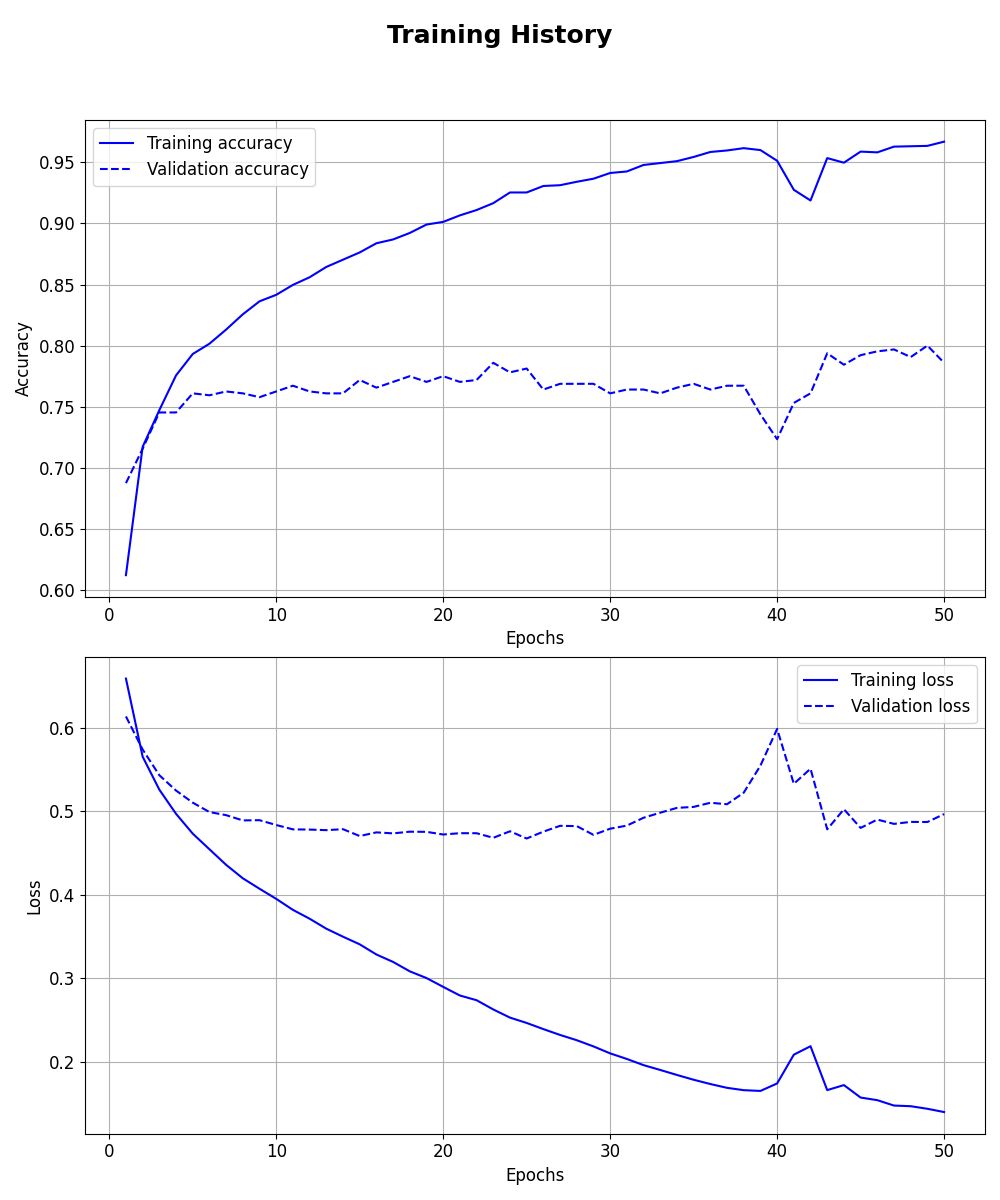 Training History
Training accuracy
Validation accuracy
0.95
0.90
0.85
0.80
0.75
0.70
0.65
0.60
Accuracy
0 10 20 30 40 50
Epochs
Training loss
Validation loss
0.6
0.5
0.4
0.3
0.2
Loss
0 10 20 30 40 50
Epochs